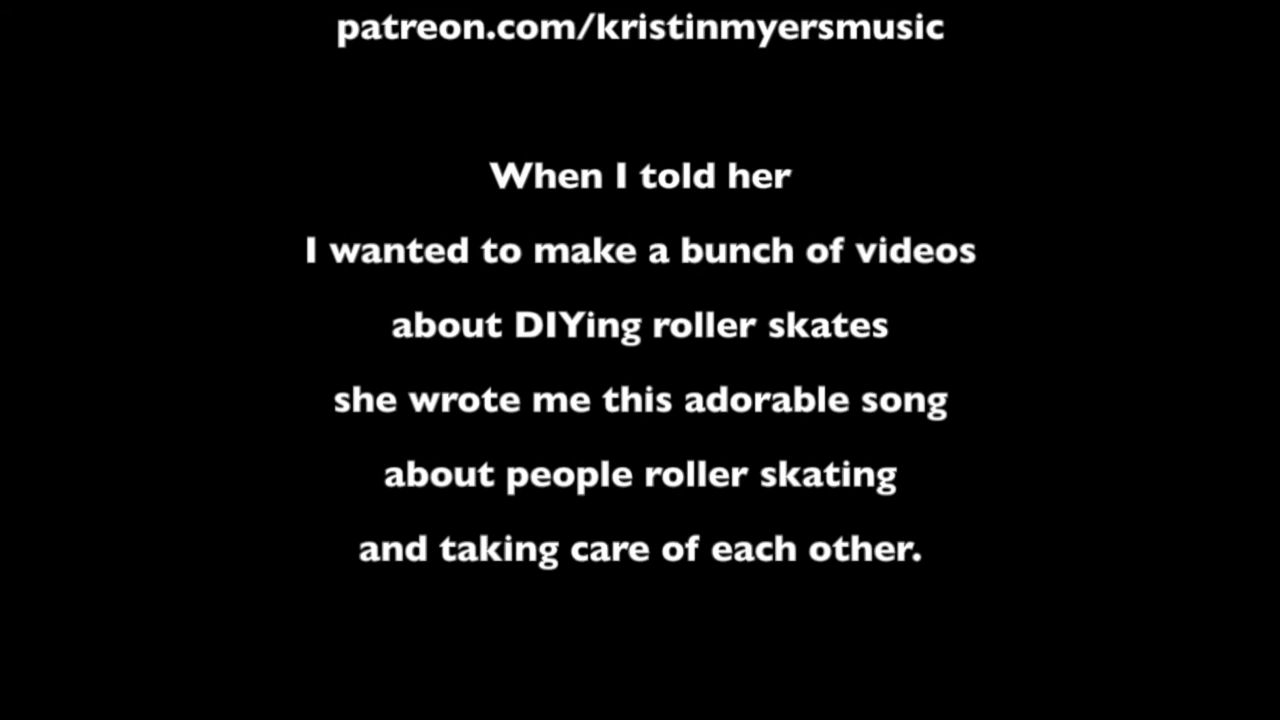 patreon.com/kristinmyersmusic
When I told her
I wanted to make a bunch of videos
about DIYing roller skates
she wrote me this adorable song
about people roller skating
and taking care of each other.